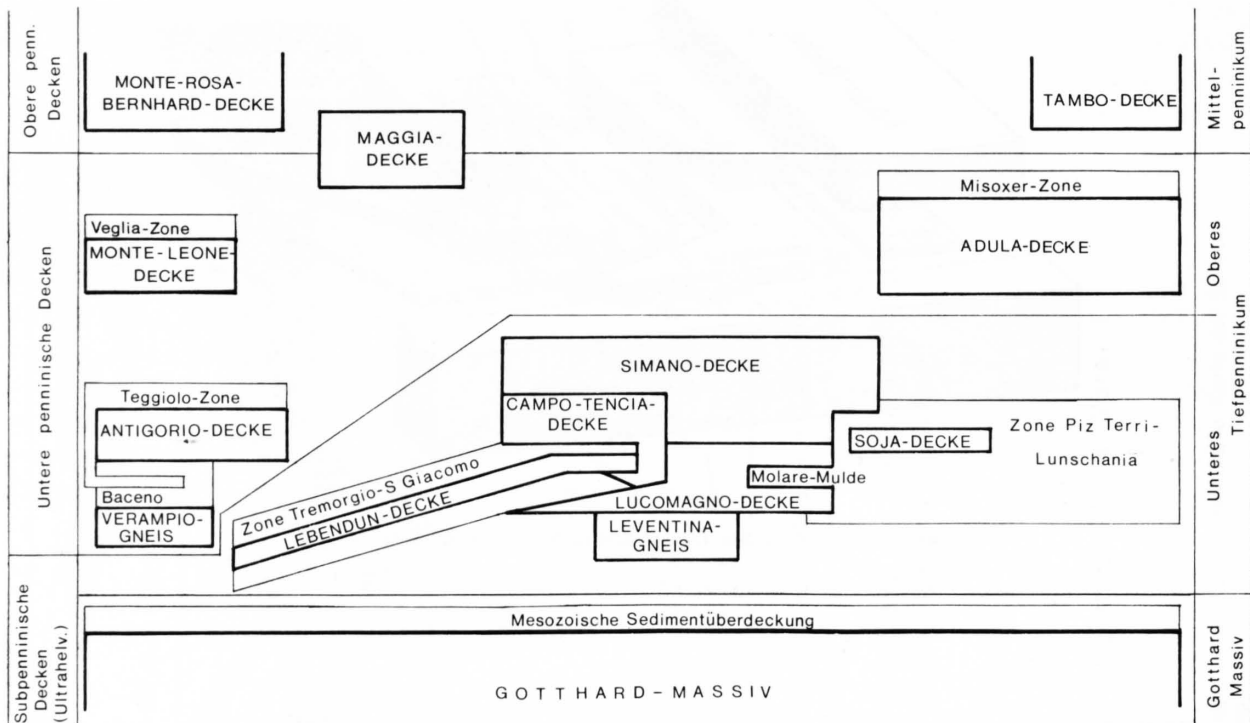 Obere penn.
Decken
MONTE-ROSA-
BERNHARD-DECKE
MAGGIA-
DECKE
TAMBO-DECKE
Mittel-
penninikum
Untere penninische Decken
Veglia-Zone
MONTE-LEONE-
DECKE
Misoxer-Zone
ADULA-DECKE
Oberes
Tiefpenninikum
Unteres
SIMANO-DECKE
Teggiolo-Zone
ANTIGORIO-DECKE
CAMPO-TENCIA-
DECKE
SOJA-DECKE
Zone Piz Terri-
Lunschania
Baceno
VERAMPIO-
GNEIS
Zone Tremorgio-S Giacomo
LEBENDUN-DECKE
Molare-Mulde
LUCOMAGNO-DECKE
LEVENTINA-
GNEIS
Subpenninische
Decken
(Ultrahelv.)
Mesozoische Sedimentüberdeckung
GOTTHARD-MASSIV
Gotthard
Massiv